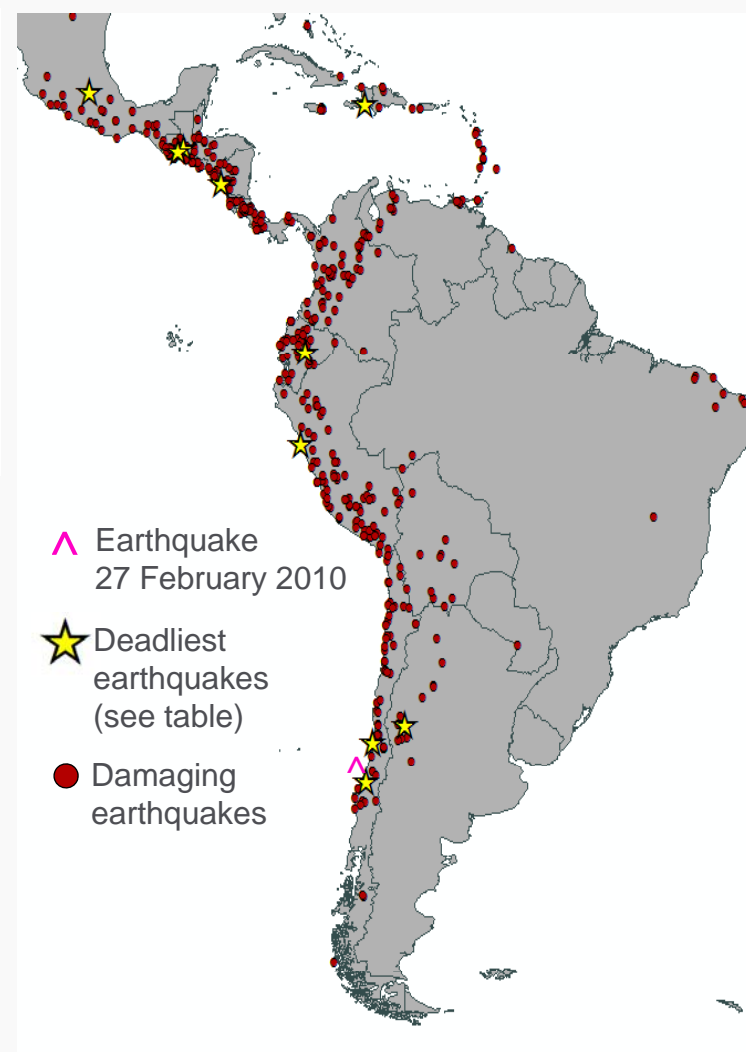 Earthquake
27 February 2010
Deadliest
earthquakes
(see table)
Damaging
earthquakes